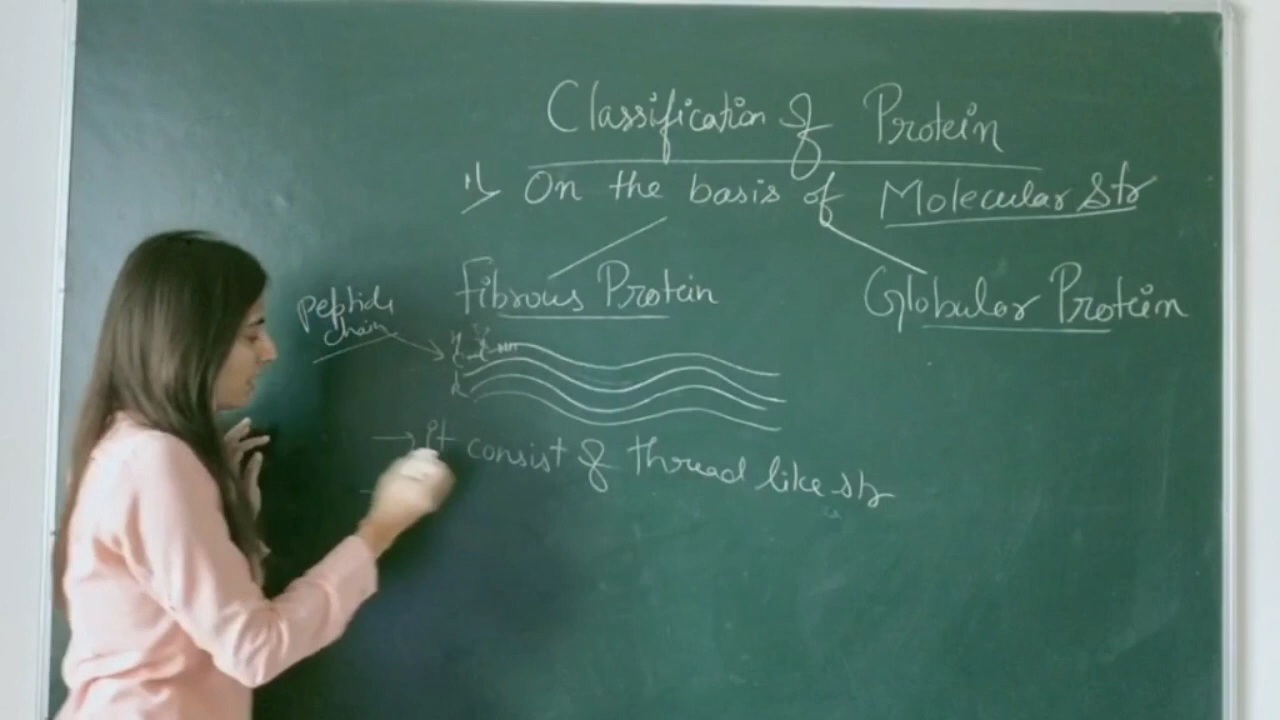 Classification of Protein
1) On the basis of Molecular Str
Fibrous Protein
Globular Protein
Peptide
chain
→ It consist of thread like str